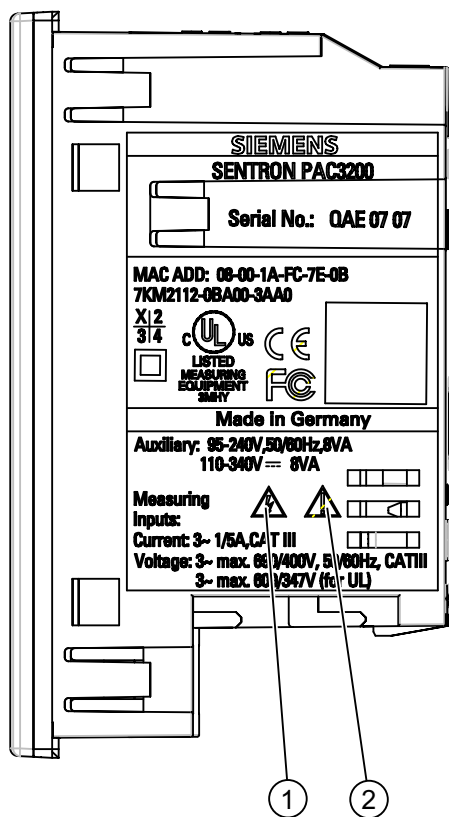 SIEMENS
SENTRON PAC3200
Serial No.: QAE 07 07
MAC ADD: 08-00-1A-FC-7E-0B
7KM2112-0BA00-3AA0
X 2
3 4
C UL US
LISTED
MEASURING
EQUIPMENT
3MHY
CE
FC
Made in Germany
Auxiliary: 95-240V,50/60Hz,8VA
110-340V⎓ 8VA
Measuring
Inputs:
Current: 3~ 1/5A,CAT III
Voltage: 3~ max. 690/400V, 50/60Hz, CATIII
3~ max. 600/347V (for UL)
1 2